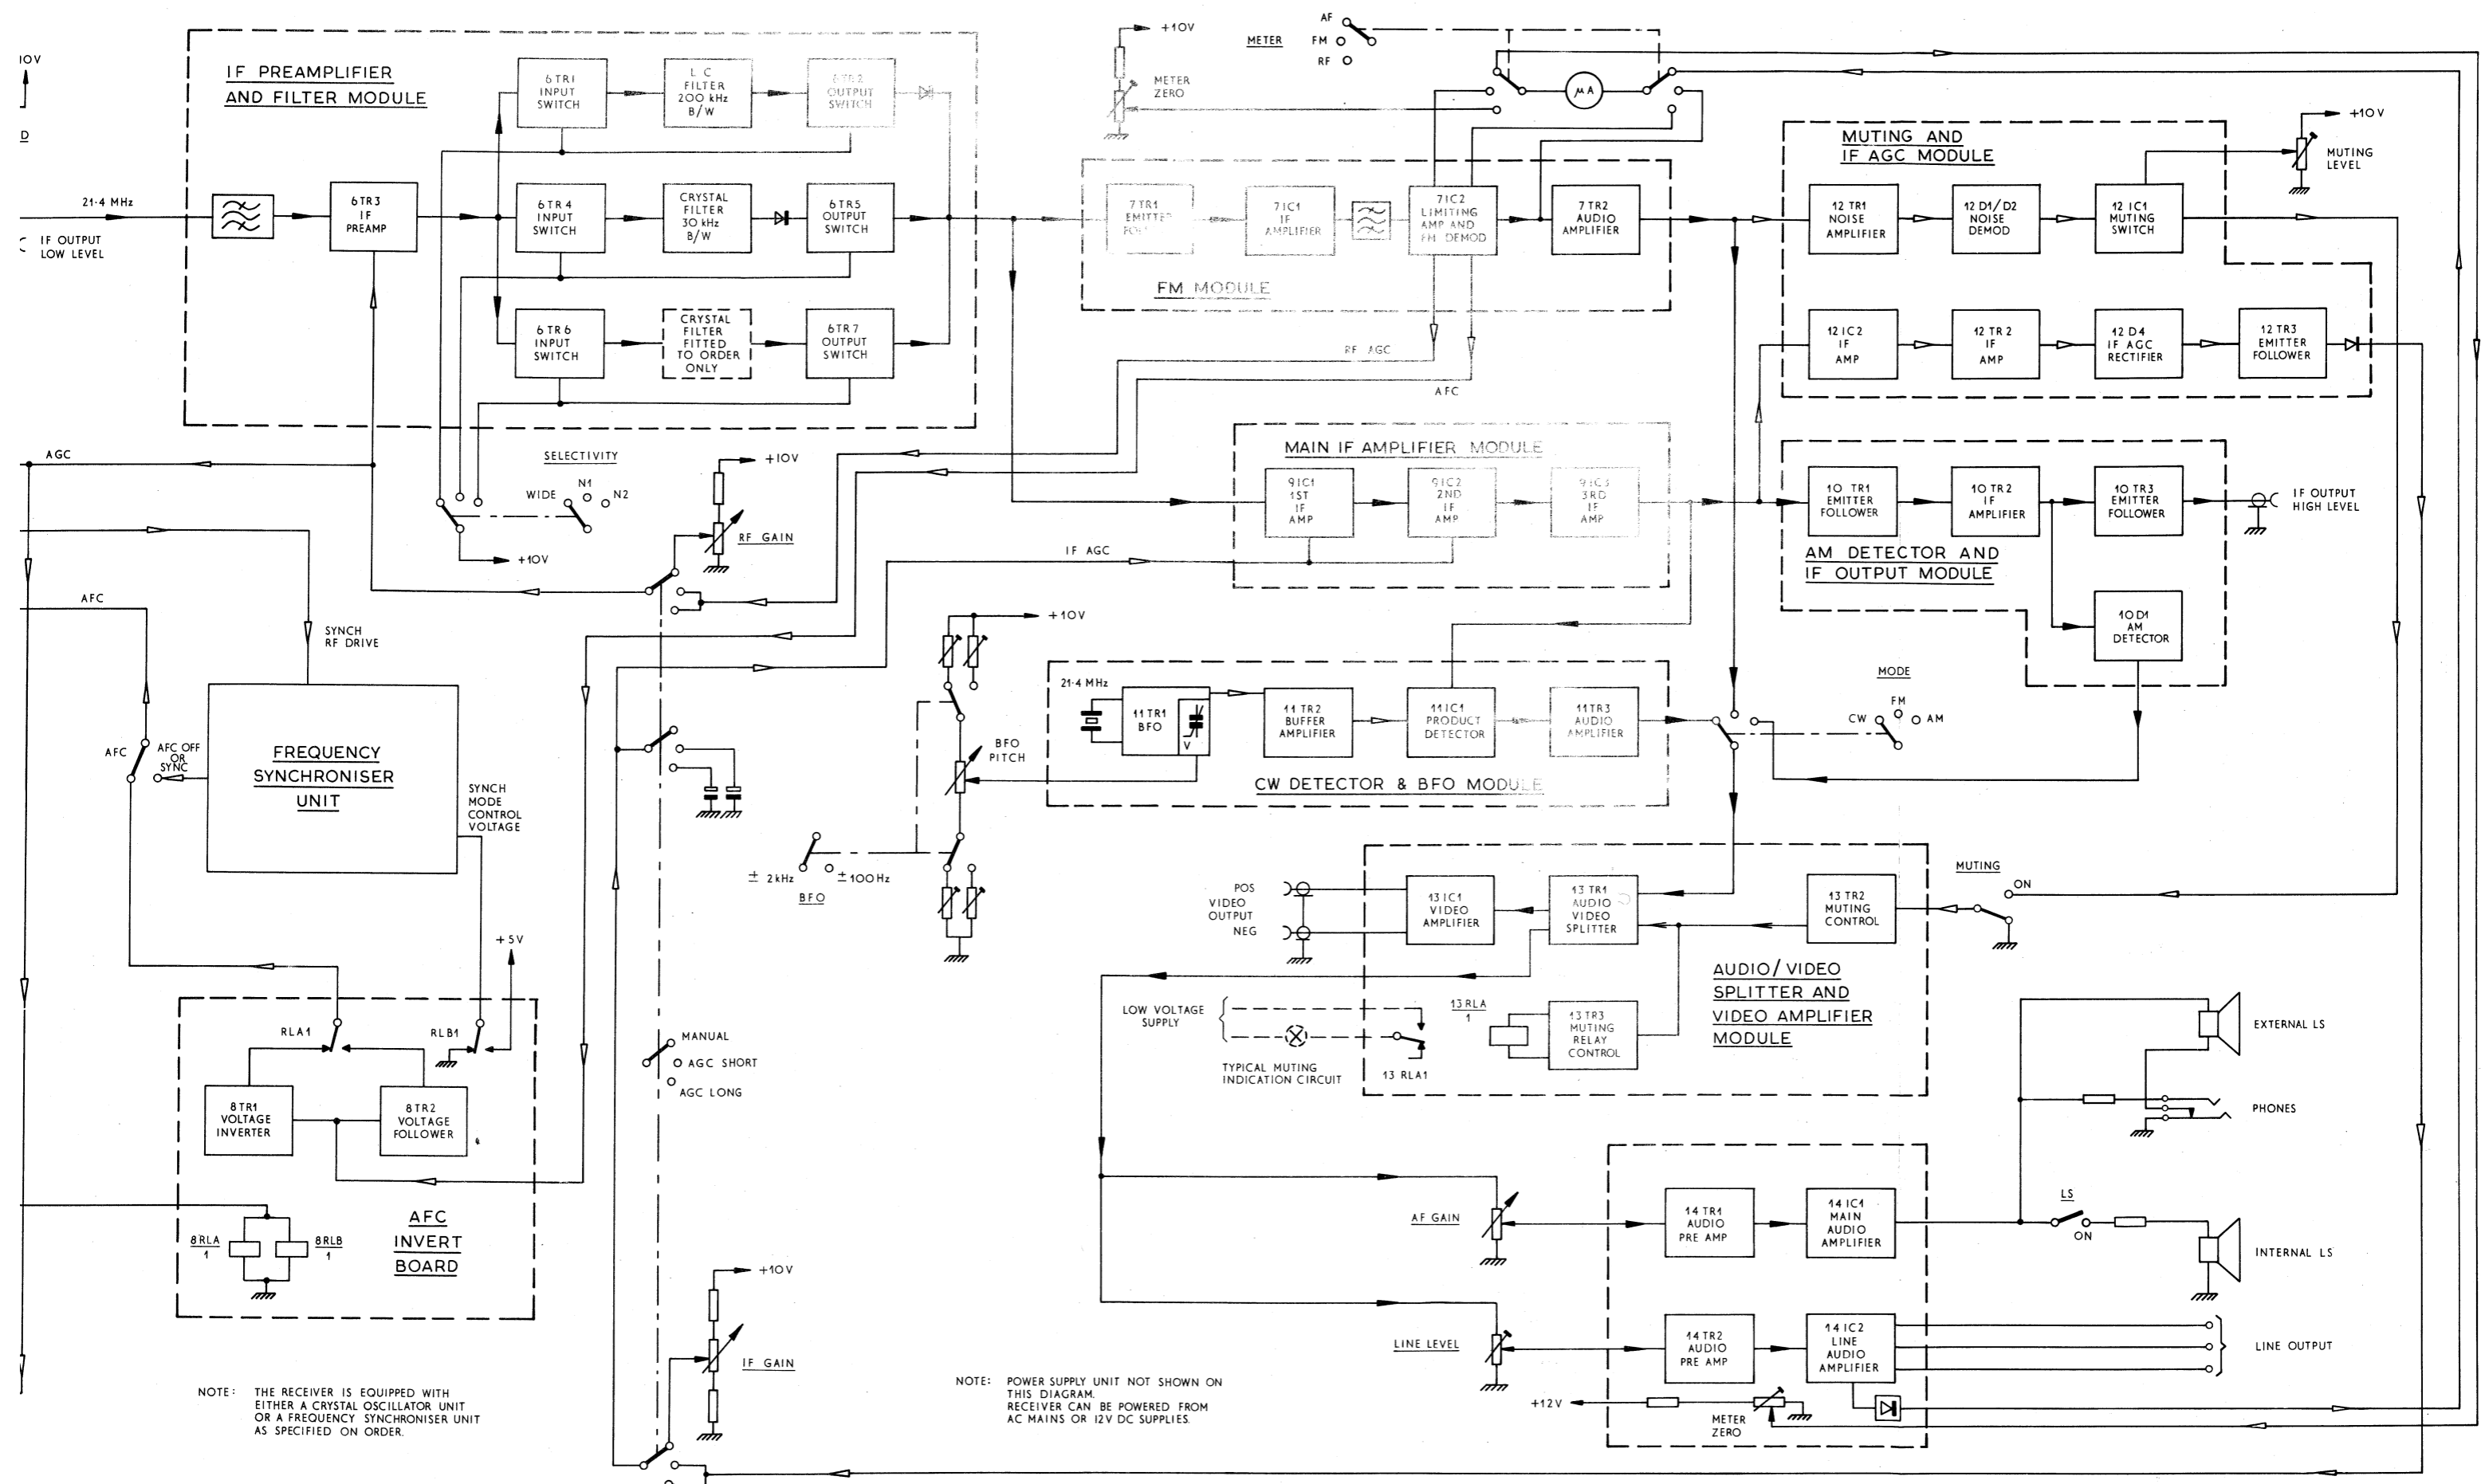 10V
D
21·4 MHz
C IF OUTPUT
LOW LEVEL
IF PREAMPLIFIER
AND FILTER MODULE
6TR3
IF
PREAMP
6TR1
INPUT
SWITCH
L C
FILTER
200 kHz
B/W
6TR2
OUTPUT
SWITCH
6TR4
INPUT
SWITCH
CRYSTAL
FILTER
30 kHz
B/W
6TR5
OUTPUT
SWITCH
6TR6
INPUT
SWITCH
CRYSTAL
FILTER
FITTED
TO ORDER
ONLY
6TR7
OUTPUT
SWITCH
+10V
METER
ZERO
METER
AF
FM
RF
μA
7TR1
EMITTER
7IC1
IF
AMPLIFIER
7IC2
LIMITING
AMP AND
FM DEMOD
7TR2
AUDIO
AMPLIFIER
FM MODULE
RF AGC
AFC
MUTING AND
IF AGC MODULE
+10V
MUTING
LEVEL
12 TR1
NOISE
AMPLIFIER
12 D1/D2
NOISE
DEMOD
12 IC1
MUTING
SWITCH
12 IC2
IF
AMP
12 TR2
IF
AMP
12 D4
IF AGC
RECTIFIER
12 TR3
EMITTER
FOLLOWER
AGC
SELECTIVITY
WIDE
N1
N2
+10V
+10V
RF GAIN
MAIN IF AMPLIFIER MODULE
9IC1
1ST
IF
AMP
9IC2
2ND
IF
AMP
9IC3
3RD
IF
AMP
IF AGC
10 TR1
EMITTER
FOLLOWER
10 TR2
IF
AMPLIFIER
10 TR3
EMITTER
FOLLOWER
IF OUTPUT
HIGH LEVEL
AM DETECTOR AND
IF OUTPUT MODULE
10 D1
AM
DETECTOR
AFC
SYNCH
RF DRIVE
AFC
AFC OFF
OR
SYNC
FREQUENCY
SYNCHRONISER
UNIT
SYNCH
MODE
CONTROL
VOLTAGE
+10V
BFO
PITCH
± 2kHz
± 100Hz
BFO
21·4 MHz
11TR1
BFO
V
11 TR2
BUFFER
AMPLIFIER
11IC1
PRODUCT
DETECTOR
11TR3
AUDIO
AMPLIFIER
CW DETECTOR & BFO MODULE
MODE
CW
FM
AM
POS
VIDEO
OUTPUT
NEG
13 IC1
VIDEO
AMPLIFIER
13 TR1
AUDIO
VIDEO
SPLITTER
13 TR2
MUTING
CONTROL
MUTING
ON
AUDIO/VIDEO
SPLITTER AND
VIDEO AMPLIFIER
MODULE
LOW VOLTAGE
SUPPLY
TYPICAL MUTING
INDICATION CIRCUIT
13 RLA
1
13 RLA1
13 TR3
MUTING
RELAY
CONTROL
+5V
RLA1
RLB1
8TR1
VOLTAGE
INVERTER
8TR2
VOLTAGE
FOLLOWER
8RLA
1
8RLB
1
AFC
INVERT
BOARD
MANUAL
AGC SHORT
AGC LONG
+10V
IF GAIN
EXTERNAL LS
PHONES
AF GAIN
14 TR1
AUDIO
PRE AMP
14 IC1
MAIN
AUDIO
AMPLIFIER
LS
ON
INTERNAL LS
LINE LEVEL
14TR2
AUDIO
PRE AMP
14 IC2
LINE
AUDIO
AMPLIFIER
LINE OUTPUT
+12V
METER
ZERO
NOTE: THE RECEIVER IS EQUIPPED WITH
EITHER A CRYSTAL OSCILLATOR UNIT
OR A FREQUENCY SYNCHRONISER UNIT
AS SPECIFIED ON ORDER.
NOTE: POWER SUPPLY UNIT NOT SHOWN ON
THIS DIAGRAM.
RECEIVER CAN BE POWERED FROM
AC MAINS OR 12V DC SUPPLIES.